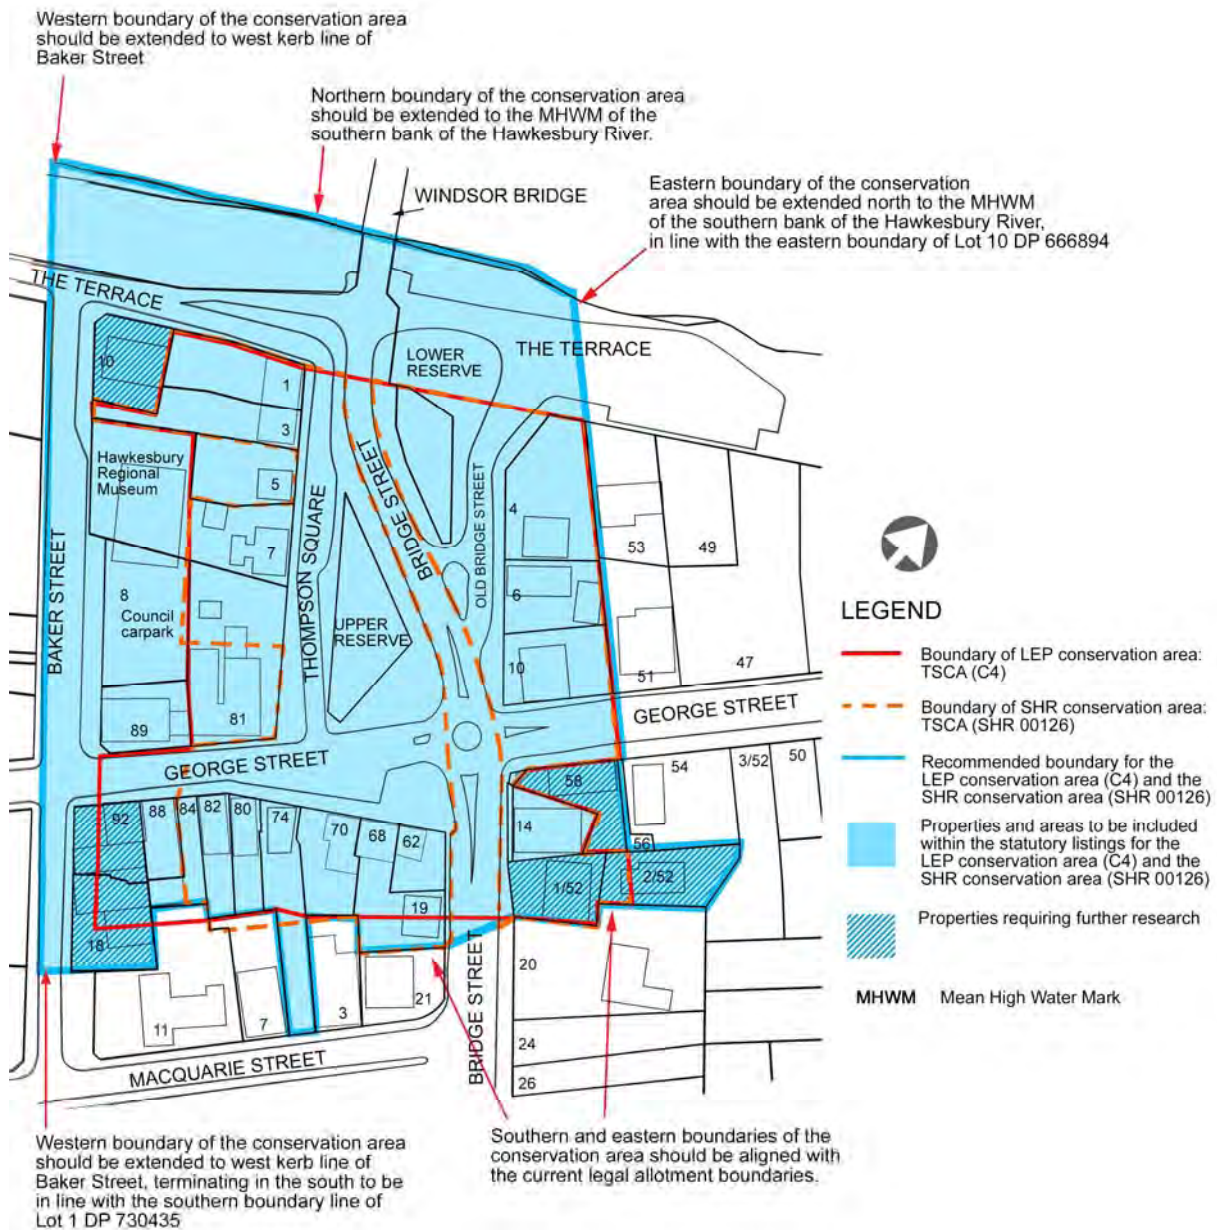 Western boundary of the conservation area
should be extended to west kerb line of
Baker Street
Northern boundary of the conservation area
should be extended to the MHWM of the
southern bank of the Hawkesbury River.
WINDSOR BRIDGE
Eastern boundary of the conservation
area should be extended north to the MHWM
of the southern bank of the Hawkesbury River,
in line with the eastern boundary of Lot 10 DP 666894
THE TERRACE
LOWER
RESERVE
THE TERRACE
10
1
3
Hawkesbury
Regional
Museum
5
7
8
Council
carpark
BAKER STREET
THOMPSON SQUARE
UPPER
RESERVE
BRIDGE STREET
OLD BRIDGE STREET
4
6
10
53
49
51
47
89
81
GEORGE STREET
GEORGE STREET
92
88
84
82
80
74
70
68
62
19
18
58
14
1/52
56
2/52
54
3/52
50
11
7
3
21
20
24
26
BRIDGE STREET
MACQUARIE STREET
LEGEND
Boundary of LEP conservation area:
TSCA (C4)
Boundary of SHR conservation area:
TSCA (SHR 00126)
Recommended boundary for the
LEP conservation area (C4) and the
SHR conservation area (SHR 00126)
Properties and areas to be included
within the statutory listings for the
LEP conservation area (C4) and the
SHR conservation area (SHR 00126)
Properties requiring further research
MHWM Mean High Water Mark
Western boundary of the conservation area
should be extended to west kerb line of
Baker Street, terminating in the south to be
in line with the southern boundary line of
Lot 1 DP 730435
Southern and eastern boundaries of the
conservation area should be aligned with
the current legal allotment boundaries.